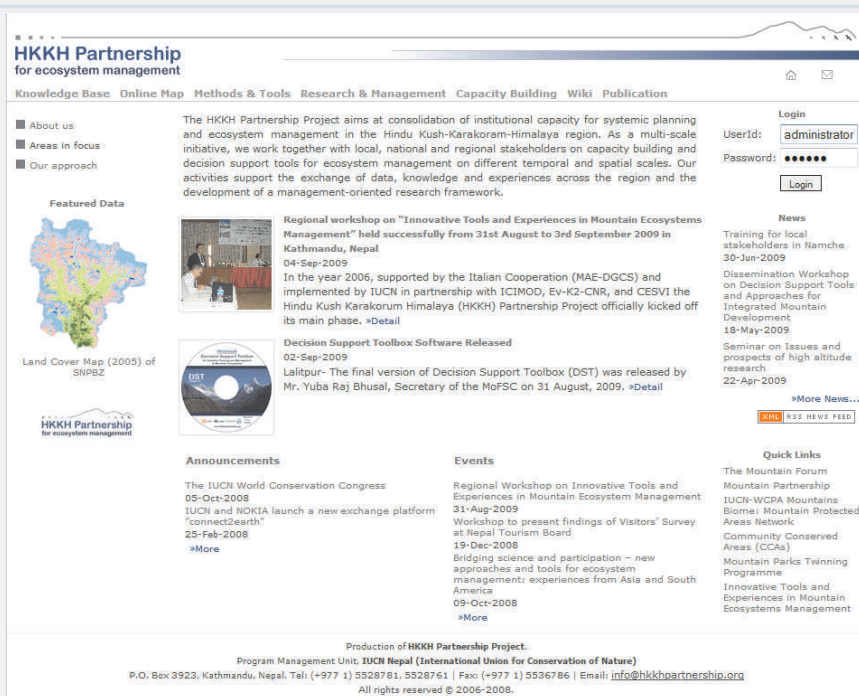 HKKH Partnership
for ecosystem management
Knowledge Base Online Map Methods & Tools Research & Management Capacity Building Wiki Publication
About us
Areas in focus
Our approach
Featured Data
Land Cover Map (2005) of
SNPBZ
HKKH Partnership
for ecosystem management
The HKKH Partnership Project aims at consolidation of institutional capacity for systemic planning
and ecosystem management in the Hindu Kush-Karakoram-Himalaya region. As a multi-scale
initiative, we work together with local, national and regional stakeholders on capacity building and
decision support tools for ecosystem management on different temporal and spatial scales. Our
activities support the exchange of data, knowledge and experiences across the region and the
development of a management-oriented research framework.
Regional workshop on "Innovative Tools and Experiences in Mountain Ecosystems
Management" held successfully from 31st August to 3rd September 2009 in
Kathmandu, Nepal
04-Sep-2009
In the year 2006, supported by the Italian Cooperation (MAE-DGCS) and
implemented by IUCN in partnership with ICIMOD, Ev-K2-CNR, and CESVI the
Hindu Kush Karakorum Himalaya (HKKH) Partnership Project officially kicked off
its main phase. »Detail
Decision Support Toolbox
DST
Decision Support Toolbox Software Released
02-Sep-2009
Lalitpur- The final version of Decision Support Toolbox (DST) was released by
Mr. Yuba Raj Bhusal, Secretary of the MoFSC on 31 August, 2009. »Detail
Announcements
The IUCN World Conservation Congress
05-Oct-2008
IUCN and NOKIA launch a new exchange platform
"connect2earth"
25-Feb-2008
»More
Events
Regional Workshop on Innovative Tools and
Experiences in Mountain Ecosystem Management
31-Aug-2009
Workshop to present findings of Visitors' Survey
at Nepal Tourism Board
19-Dec-2008
Bridging science and participation – new
approaches and tools for ecosystem
management: experiences from Asia and South
America
09-Oct-2008
»More
Login
UserId: administrator
Password: ●●●●●●
Login
News
Training for local
stakeholders in Namche
30-Jun-2009
Dissemination Workshop
on Decision Support Tools
and Approaches for
Integrated Mountain
Development
18-May-2009
Seminar on Issues and
prospects of high altitude
research
22-Apr-2009
»More News...
XML RSS NEWS FEED
Quick Links
The Mountain Forum
Mountain Partnership
IUCN-WCPA Mountains
Biome: Mountain Protected
Areas Network
Community Conserved
Areas (CCAs)
Mountain Parks Twinning
Programme
Innovative Tools and
Experiences in Mountain
Ecosystems Management
Production of HKKH Partnership Project.
Program Management Unit, IUCN Nepal (International Union for Conservation of Nature)
P.O. Box 3923, Kathmandu, Nepal. Tel: (+977 1) 5528781, 5528761 | Fax: (+977 1) 5536786 | Email: info@hkkhpartnership.org
All rights reserved © 2006-2008.